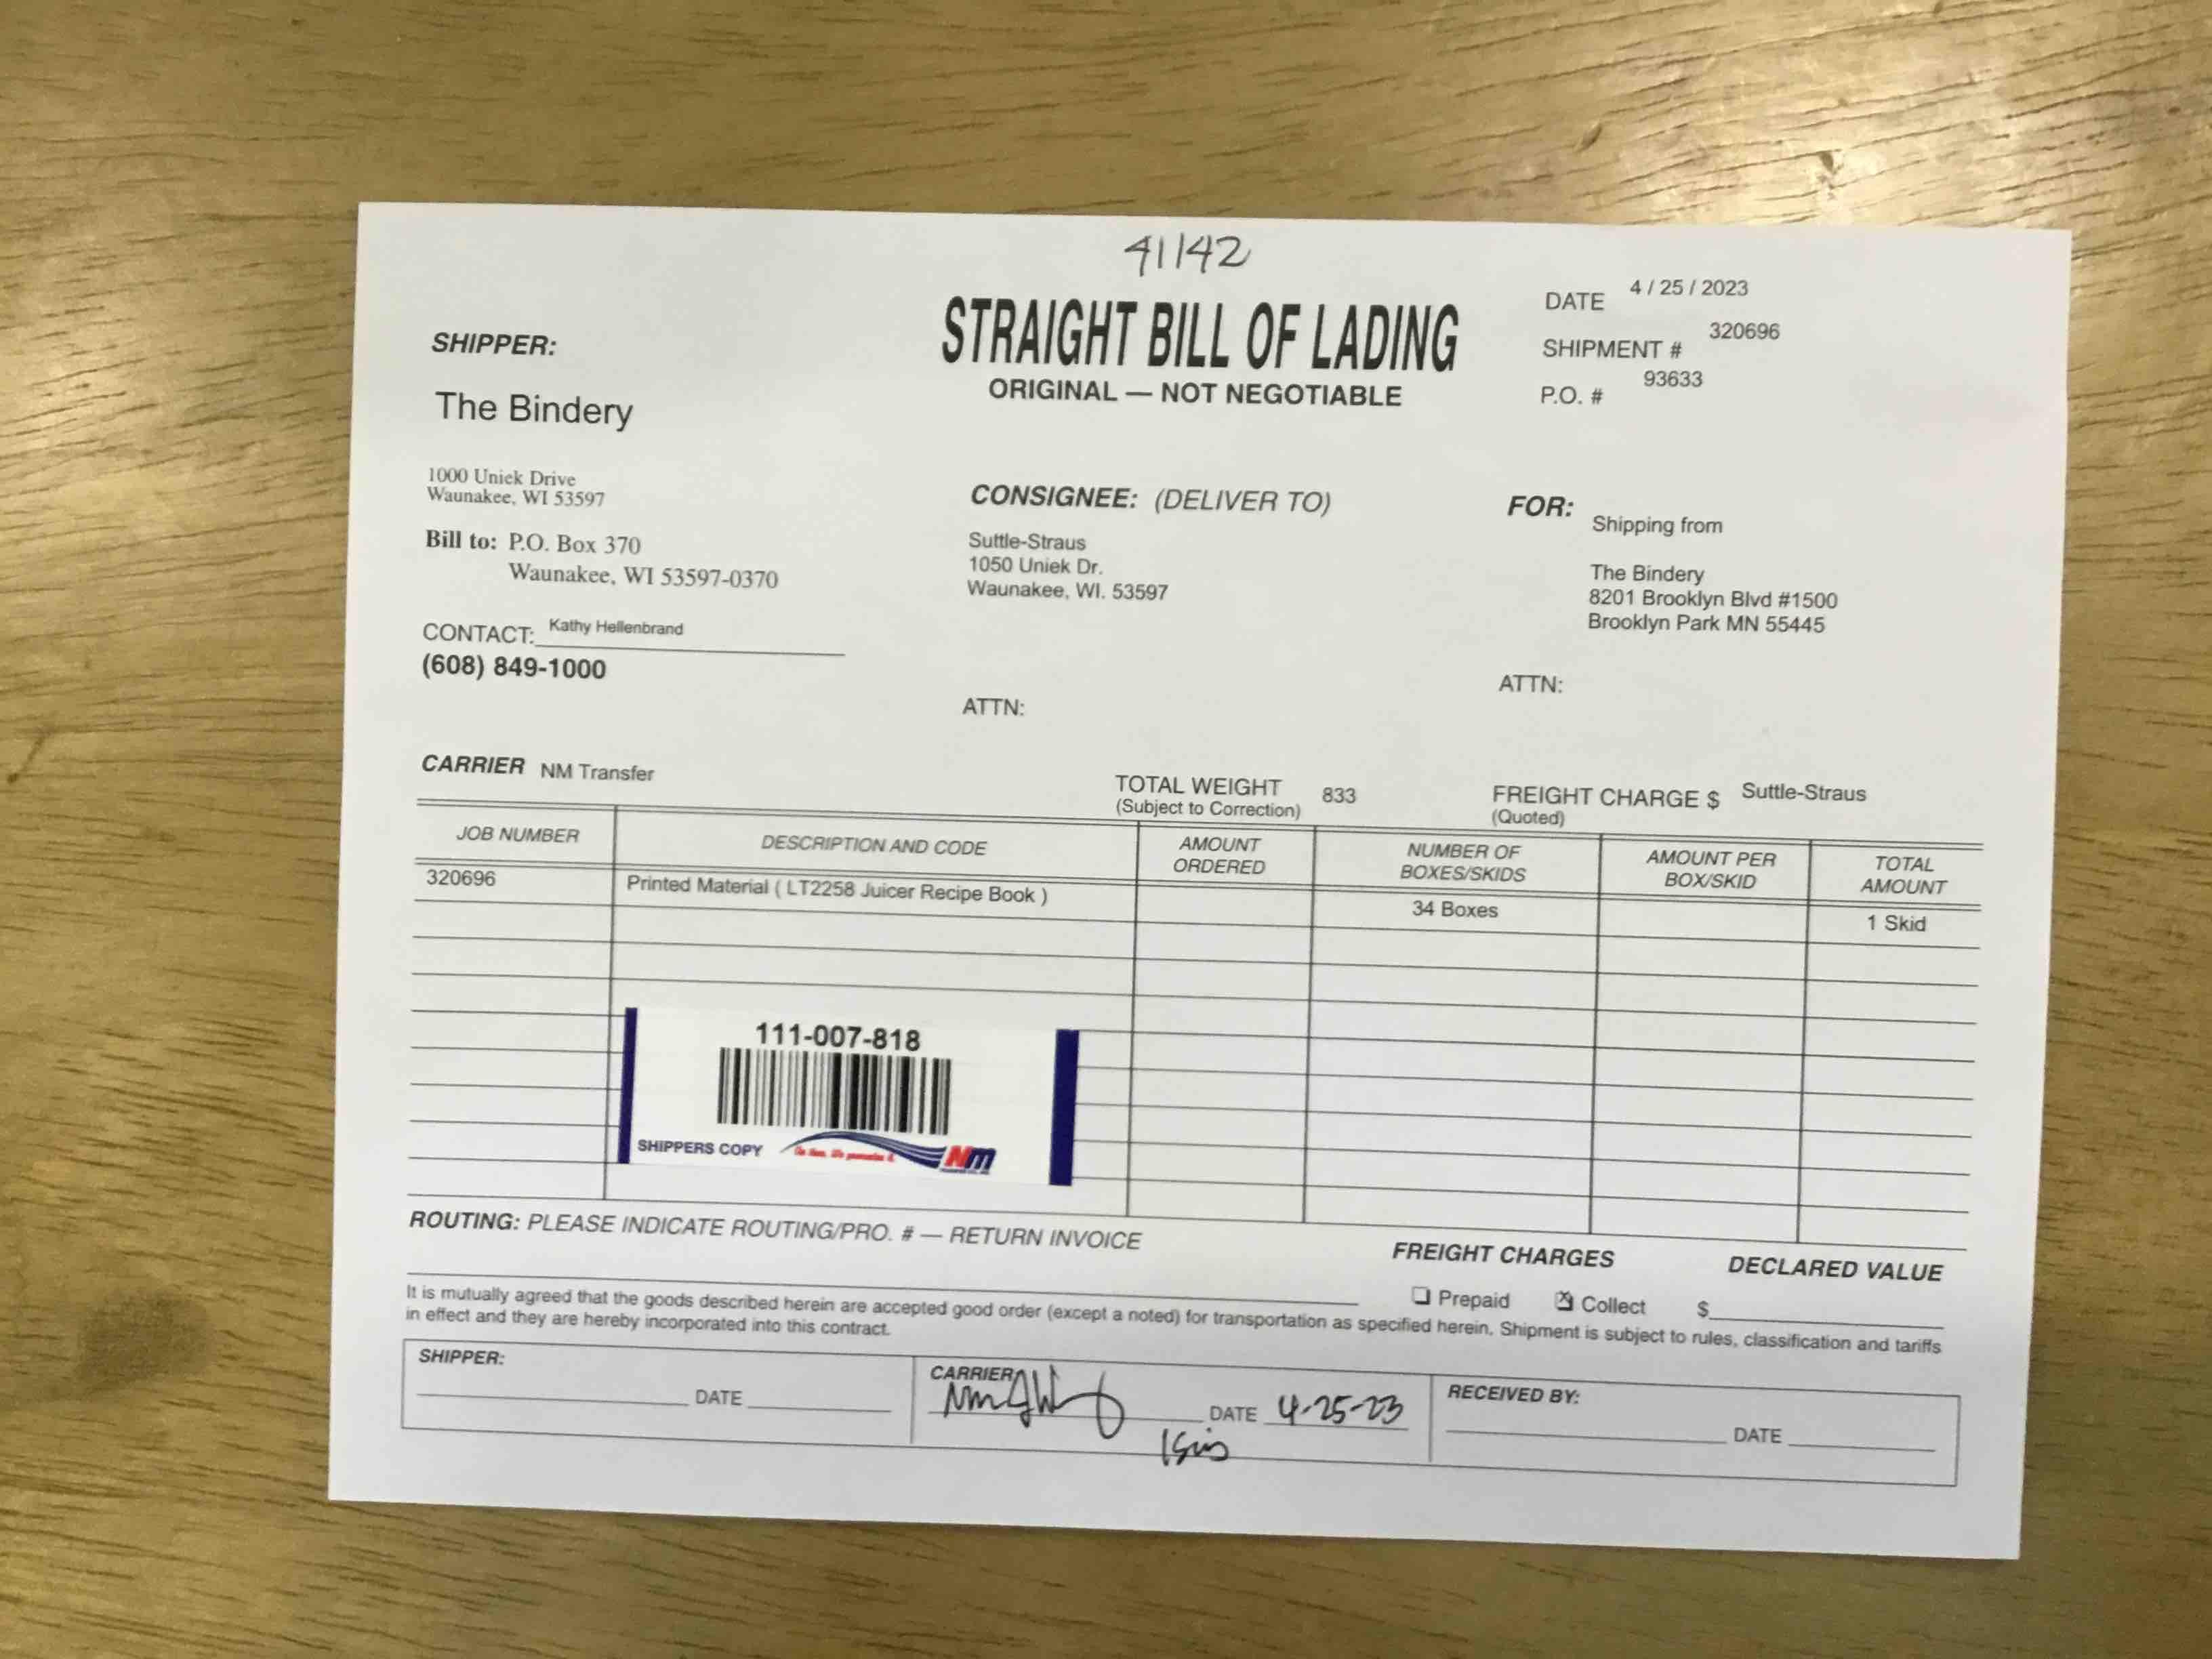 41142
STRAIGHT BILL OF LADING
ORIGINAL — NOT NEGOTIABLE
DATE 4 / 25 / 2023
SHIPMENT # 320696
P.O. # 93633
SHIPPER:
The Bindery
1000 Uniek Drive
Waunakee, WI 53597
Bill to: P.O. Box 370
Waunakee, WI 53597-0370
CONTACT: Kathy Hellenbrand
(608) 849-1000
CONSIGNEE: (DELIVER TO)
Suttle-Straus
1050 Uniek Dr.
Waunakee, WI. 53597
ATTN:
FOR: Shipping from
The Bindery
8201 Brooklyn Blvd #1500
Brooklyn Park MN 55445
ATTN:
CARRIER NM Transfer
TOTAL WEIGHT 833
(Subject to Correction)
FREIGHT CHARGE $ Suttle-Straus
(Quoted)
JOB NUMBER DESCRIPTION AND CODE AMOUNT ORDERED NUMBER OF BOXES/SKIDS AMOUNT PER BOX/SKID TOTAL AMOUNT
320696 Printed Material ( LT2258 Juicer Recipe Book ) 34 Boxes 1 Skid
111-007-818
SHIPPERS COPY
NM
ROUTING: PLEASE INDICATE ROUTING/PRO. # — RETURN INVOICE
FREIGHT CHARGES DECLARED VALUE
Prepaid Collect $
It is mutually agreed that the goods described herein are accepted good order (except a noted) for transportation as specified herein. Shipment is subject to rules, classification and tariffs
in effect and they are hereby incorporated into this contract.
SHIPPER:
DATE
CARRIER
NM
DATE 4-25-23
RECEIVED BY:
DATE